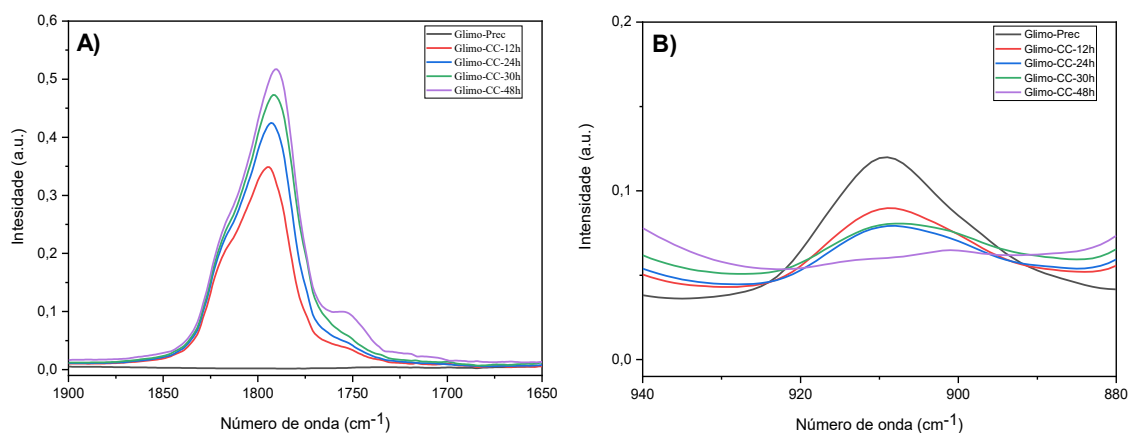 A)
Intesidade (a.u.)
0,6
0,5
0,4
0,3
0,2
0,1
0,0
1900
1850
1800
1750
1700
1650
Número de onda (cm-1)
Glimo-Prec
Glimo-CC-12h
Glimo-CC-24h
Glimo-CC-30h
Glimo-CC-48h
B)
Intensidade (a.u.)
0,2
0,1
0,0
940
920
900
880
Número de onda (cm-1)
Glimo-Prec
Glimo-CC-12h
Glimo-CC-24h
Glimo-CC-30h
Glimo-CC-48h